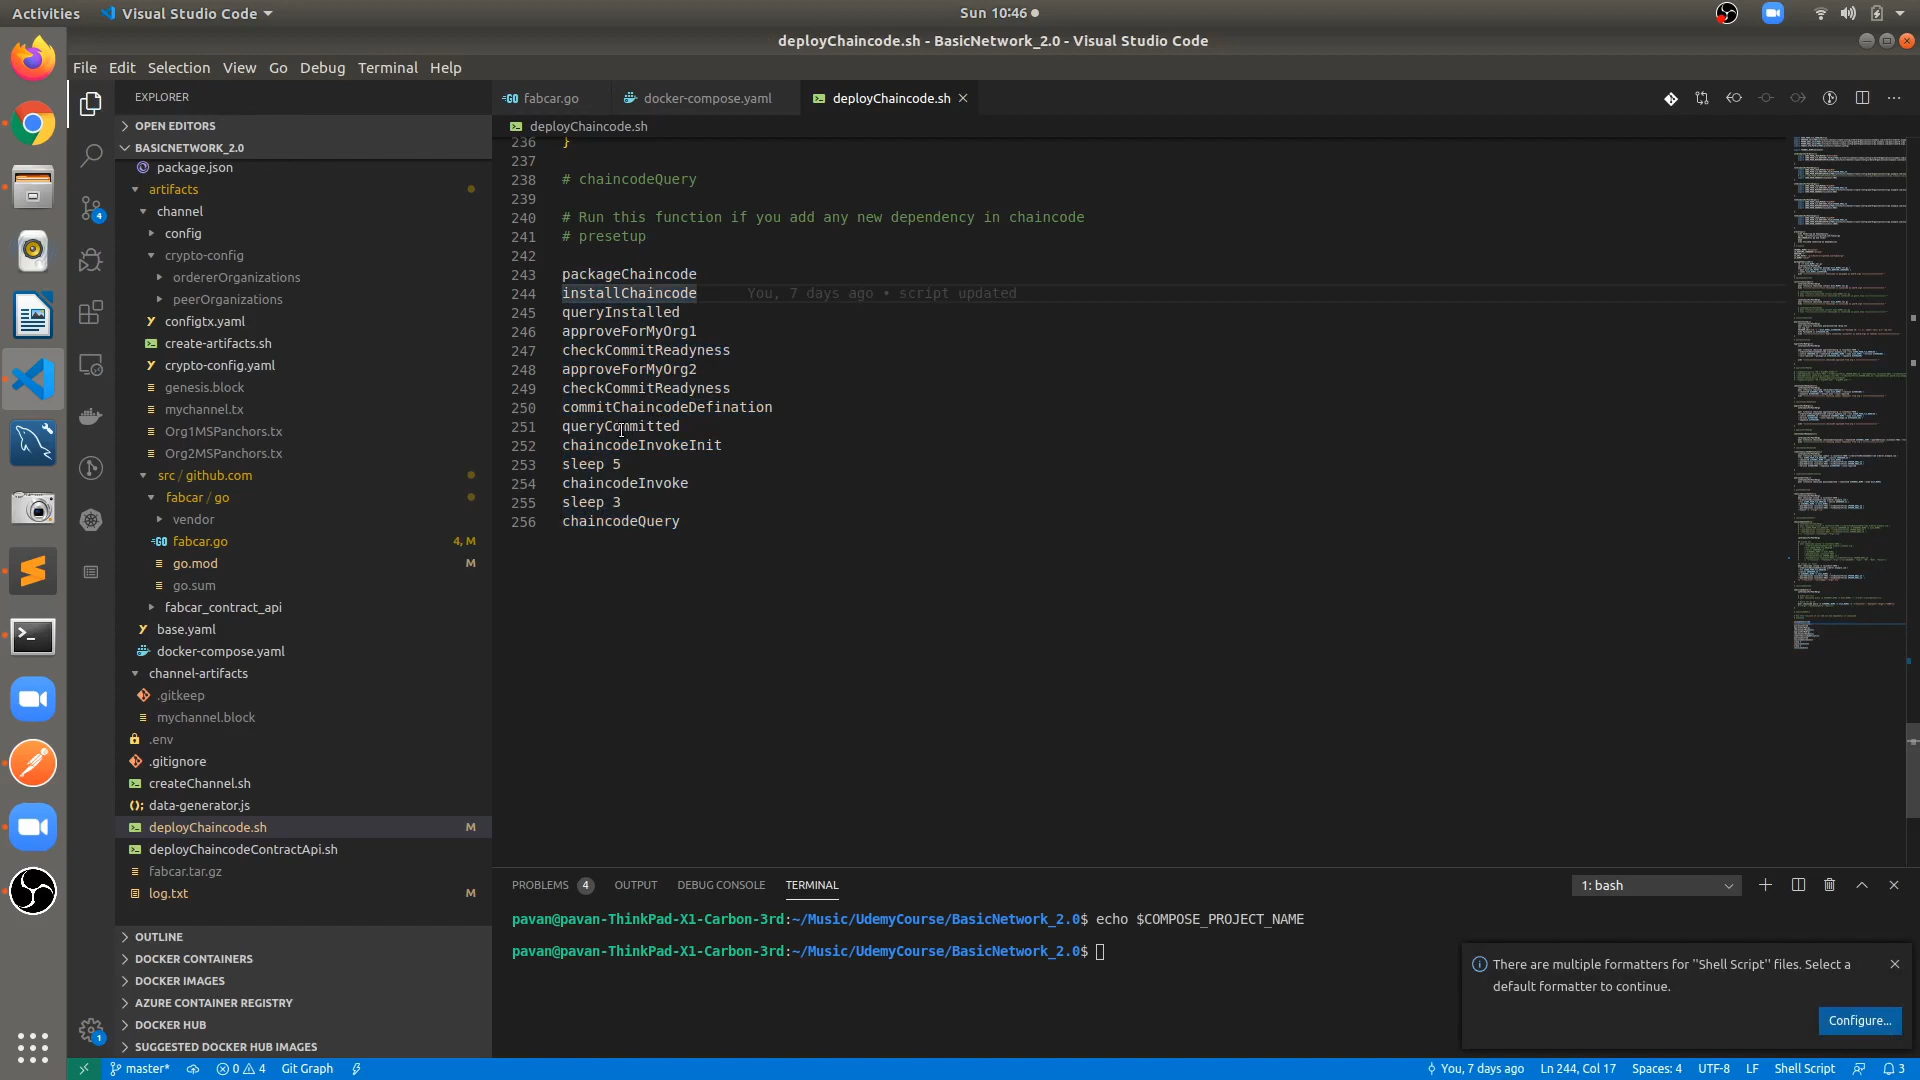 Activities Visual Studio Code Sun 10:46
deployChaincode.sh - BasicNetwork_2.0 - Visual Studio Code
File Edit Selection View Go Debug Terminal Help
EXPLORER
OPEN EDITORS
BASICNETWORK_2.0
package.json
artifacts
channel
config
crypto-config
ordererOrganizations
peerOrganizations
configtx.yaml
create-artifacts.sh
crypto-config.yaml
genesis.block
mychannel.tx
Org1MSPanchors.tx
Org2MSPanchors.tx
src / github.com
fabcar / go
vendor
fabcar.go 4, M
go.mod M
go.sum
fabcar_contract_api
base.yaml
docker-compose.yaml
channel-artifacts
.gitkeep
mychannel.block
.env
.gitignore
createChannel.sh
data-generator.js
deployChaincode.sh M
deployChaincodeContractApi.sh
fabcar.tar.gz
log.txt M
OUTLINE
DOCKER CONTAINERS
DOCKER IMAGES
AZURE CONTAINER REGISTRY
DOCKER HUB
SUGGESTED DOCKER HUB IMAGES
fabcar.go docker-compose.yaml deployChaincode.sh
deployChaincode.sh
236 }
237
238 # chaincodeQuery
239
240 # Run this function if you add any new dependency in chaincode
241 # presetup
242
243 packageChaincode
244 installChaincode You, 7 days ago • script updated
245 queryInstalled
246 approveForMyOrg1
247 checkCommitReadyness
248 approveForMyOrg2
249 checkCommitReadyness
250 commitChaincodeDefination
251 queryCommitted
252 chaincodeInvokeInit
253 sleep 5
254 chaincodeInvoke
255 sleep 3
256 chaincodeQuery
PROBLEMS 4 OUTPUT DEBUG CONSOLE TERMINAL 1: bash
pavan@pavan-ThinkPad-X1-Carbon-3rd:~/Music/UdemyCourse/BasicNetwork_2.0$ echo $COMPOSE_PROJECT_NAME
pavan@pavan-ThinkPad-X1-Carbon-3rd:~/Music/UdemyCourse/BasicNetwork_2.0$
There are multiple formatters for "Shell Script" files. Select a
default formatter to continue.
Configure...
4
1
master* 0 4 Git Graph You, 7 days ago Ln 244, Col 17 Spaces: 4 UTF-8 LF Shell Script 3